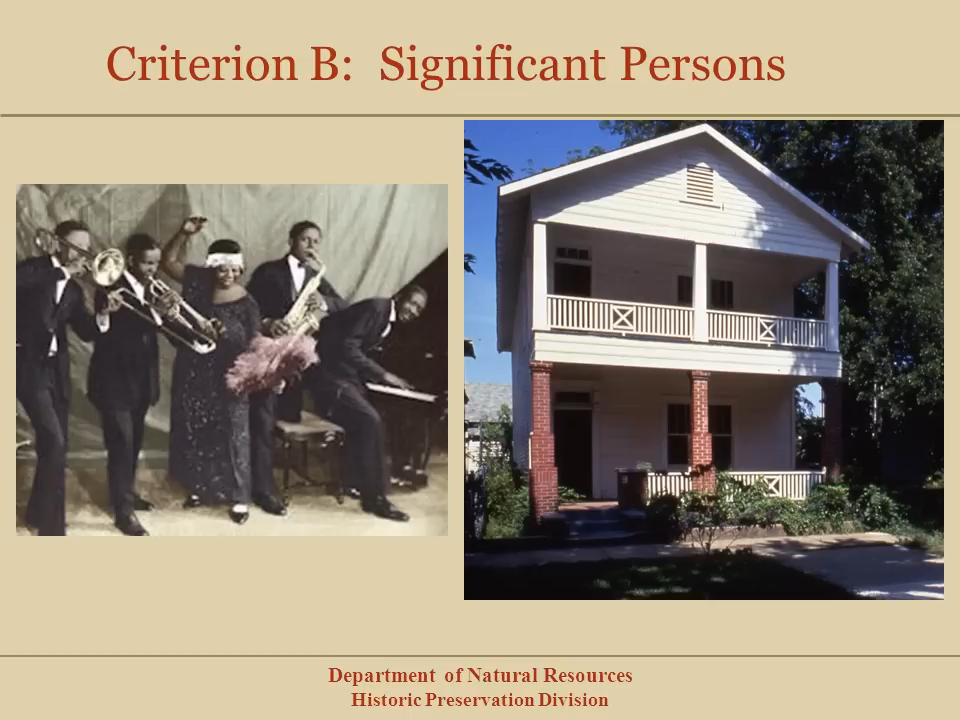 Criterion B: Significant Persons
Department of Natural Resources
Historic Preservation Division